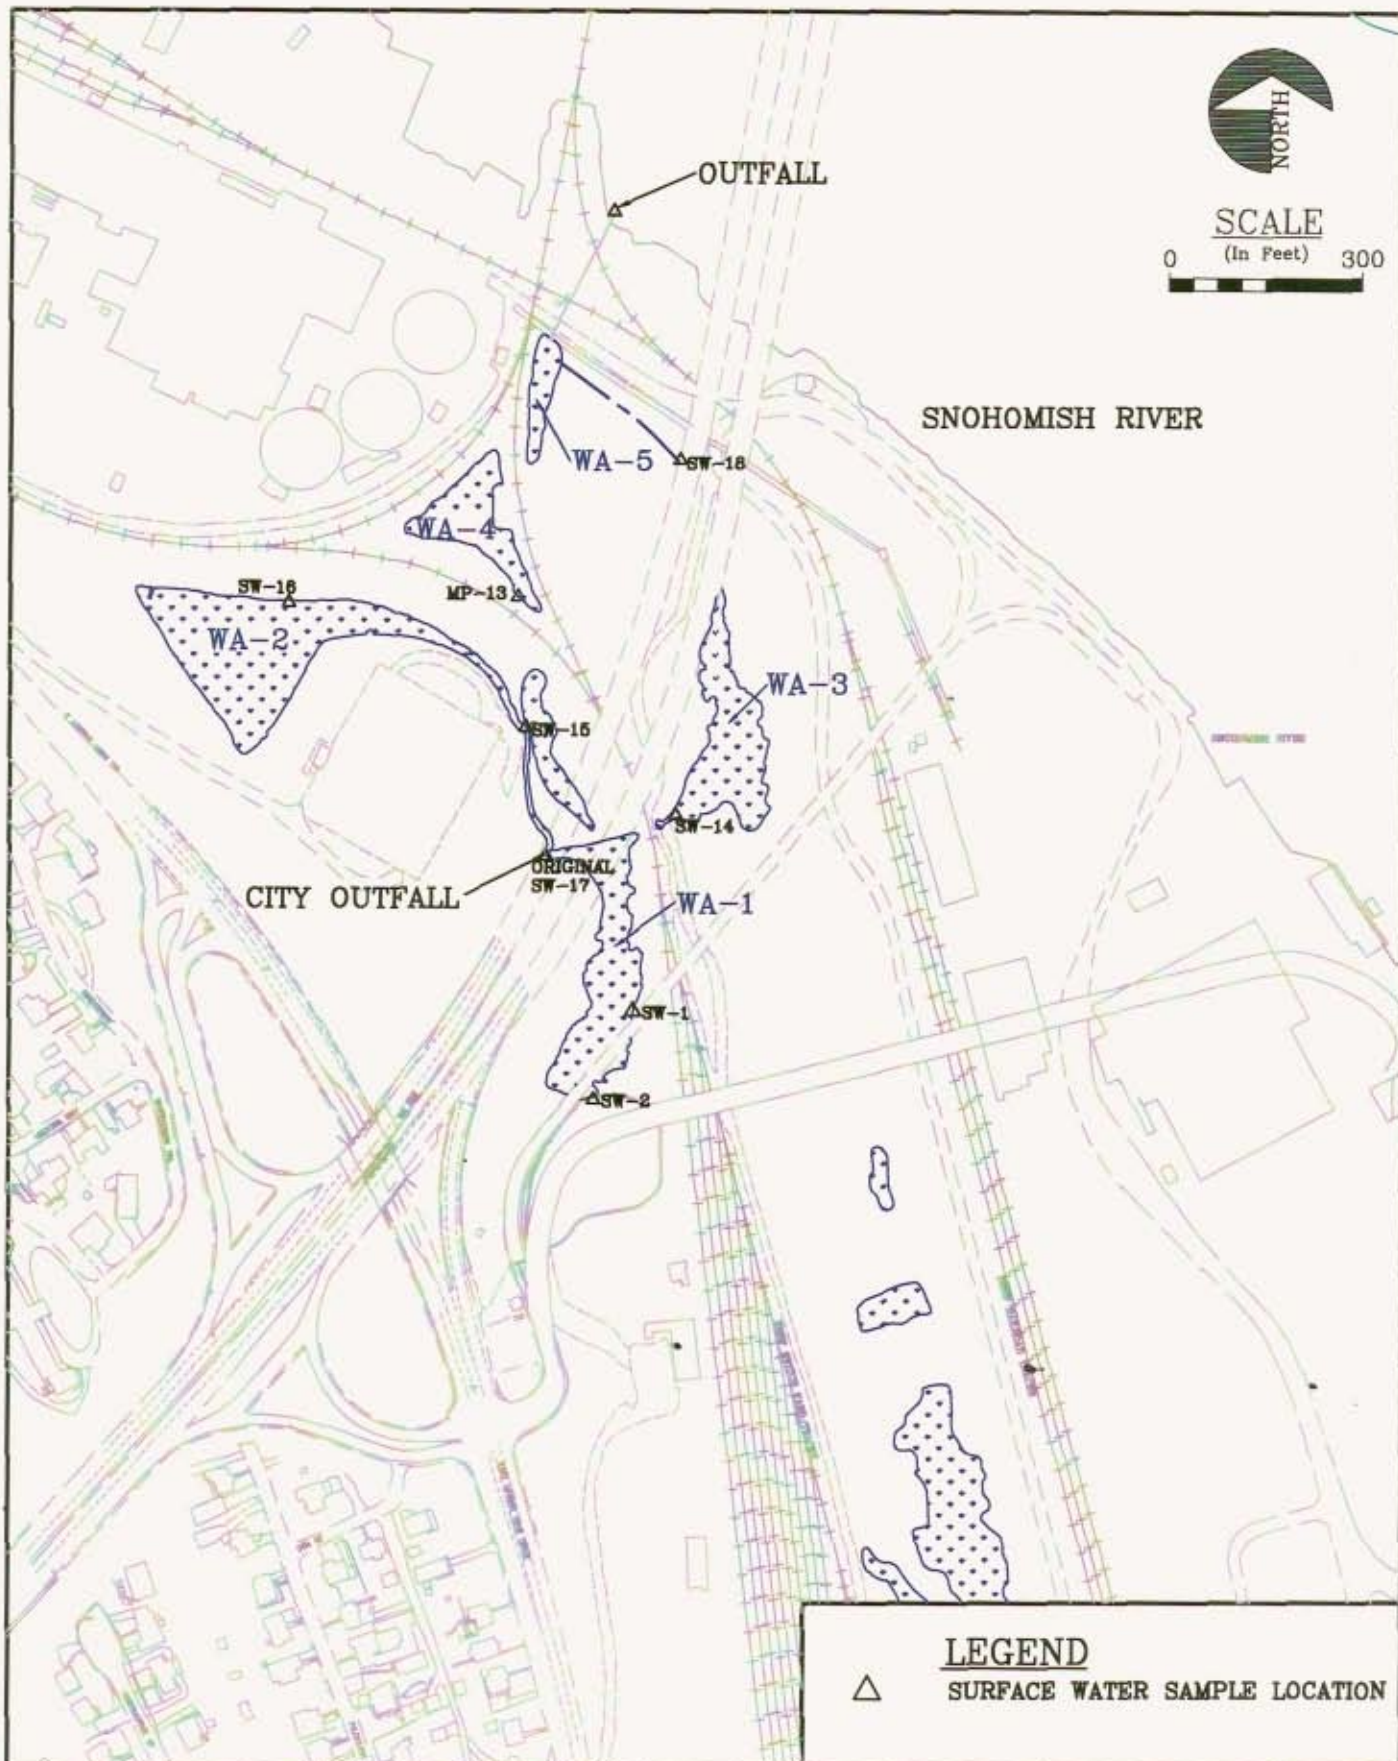 NORTH
SCALE
(In Feet)
0 300
OUTFALL
SNOHOMISH RIVER
WA-5
SW-18
WA-4
MP-13
SW-16
WA-2
WA-3
SW-15
SW-14
ORIGINAL
SW-17
CITY OUTFALL
WA-1
SW-1
SW-2
LEGEND
SURFACE WATER SAMPLE LOCATION